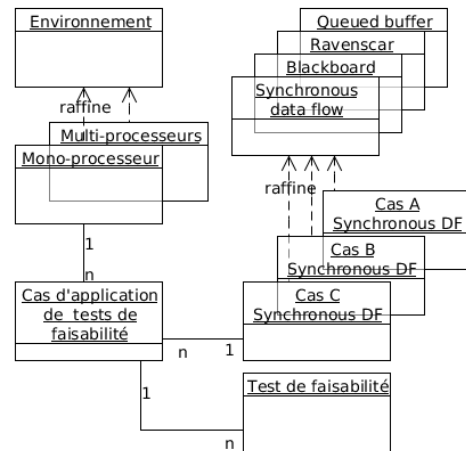 Environnement
Queued buffer
Ravenscar
Blackboard
Synchronous
data flow
raffine
Multi-processeurs
Mono-processeur
raffine
Cas A
Synchronous DF
Cas B
Synchronous DF
Cas C
Synchronous DF
1
n
Cas d'application
de tests de
faisabilité
n
1
1
n
Test de faisabilité